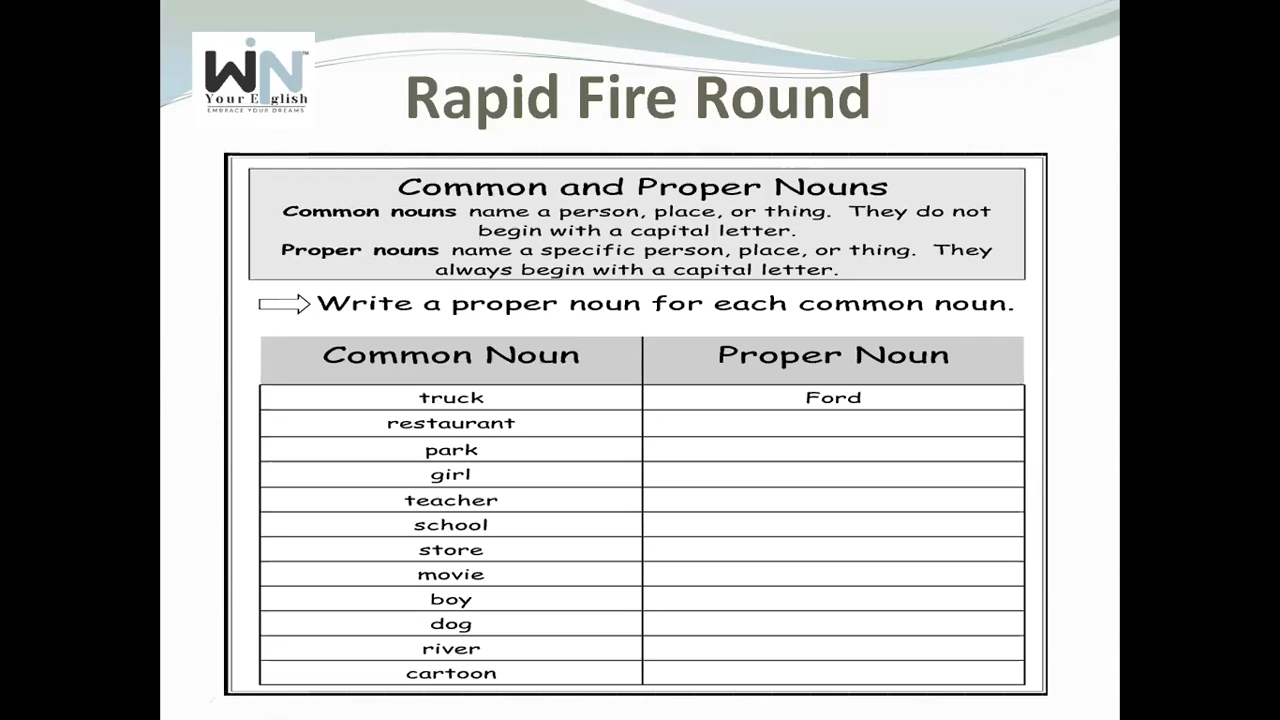 WiN™
Your English
EMBRACE YOUR DREAMS
Rapid Fire Round
Common and Proper Nouns
Common nouns name a person, place, or thing. They do not
begin with a capital letter.
Proper nouns name a specific person, place, or thing. They
always begin with a capital letter.
Write a proper noun for each common noun.
Common Noun Proper Noun
truck Ford
restaurant
park
girl
teacher
school
store
movie
boy
dog
river
cartoon